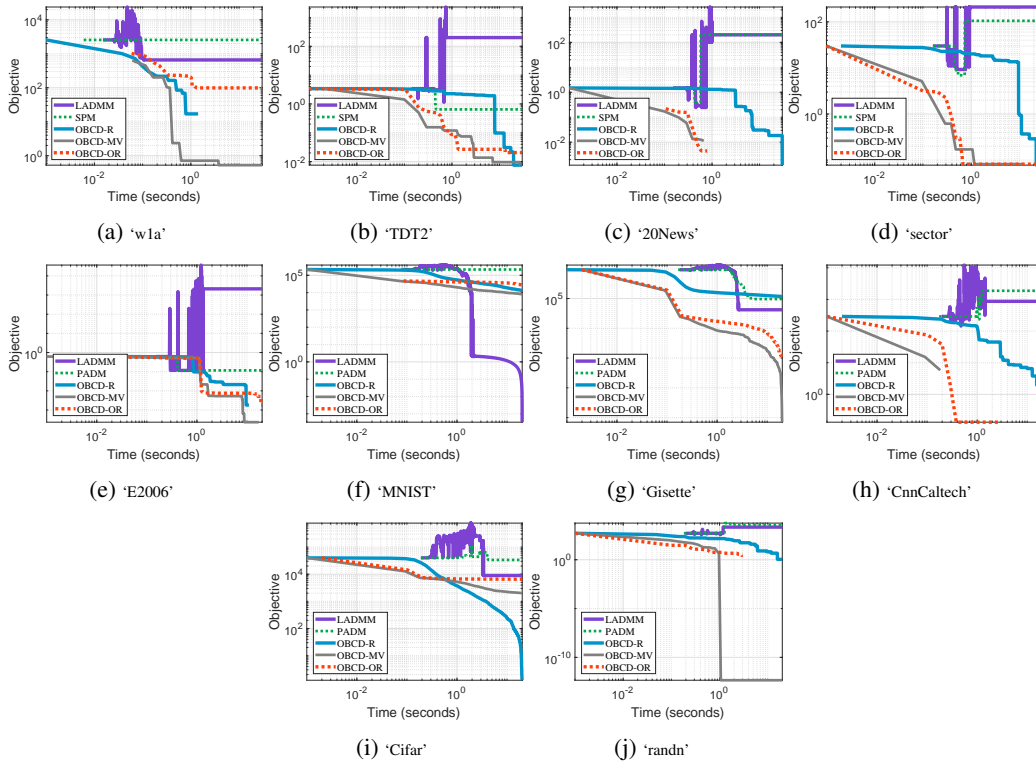 Objective
10^4
10^2
10^0
LADMM
SPM
OBCD-R
OBCD-MV
OBCD-OR
10^-2
10^0
Time (seconds)
(a) ‘w1a’
Objective
10^2
10^0
10^-2
LADMM
SPM
OBCD-R
OBCD-MV
OBCD-OR
10^-2
10^0
Time (seconds)
(b) ‘TDT2’
Objective
10^2
10^0
10^-2
LADMM
SPM
OBCD-R
OBCD-MV
OBCD-OR
10^-2
10^0
Time (seconds)
(c) ‘20News’
Objective
10^2
10^0
LADMM
SPM
OBCD-R
OBCD-MV
OBCD-OR
10^-2
10^0
Time (seconds)
(d) ‘sector’
Objective
10^0
LADMM
PADM
OBCD-R
OBCD-MV
OBCD-OR
10^-2
10^0
Time (seconds)
(e) ‘E2006’
Objective
10^5
10^0
LADMM
PADM
OBCD-R
OBCD-MV
OBCD-OR
10^-2
10^0
Time (seconds)
(f) ‘MNIST’
Objective
10^5
LADMM
PADM
OBCD-R
OBCD-MV
OBCD-OR
10^-2
10^0
Time (seconds)
(g) ‘Gisette’
Objective
10^0
LADMM
PADM
OBCD-R
OBCD-MV
OBCD-OR
10^-2
10^0
Time (seconds)
(h) ‘CnnCaltech’
Objective
10^4
10^2
LADMM
PADM
OBCD-R
OBCD-MV
OBCD-OR
10^-2
10^0
Time (seconds)
(i) ‘Cifar’
Objective
10^0
10^-10
LADMM
PADM
OBCD-R
OBCD-MV
OBCD-OR
10^-2
10^0
Time (seconds)
(j) ‘randn’